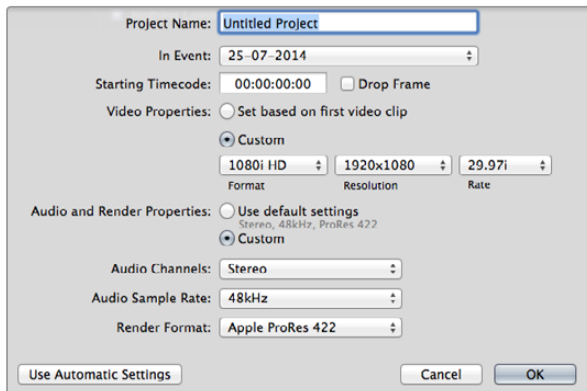 Project Name: Untitled Project
In Event: 25-07-2014
Starting Timecode: 00:00:00:00 Drop Frame
Video Properties: Set based on first video clip
Custom
1080i HD 1920x1080 29.97i
Format Resolution Rate
Audio and Render Properties: Use default settings
Stereo, 48kHz, ProRes 422
Custom
Audio Channels: Stereo
Audio Sample Rate: 48kHz
Render Format: Apple ProRes 422
Use Automatic Settings Cancel OK